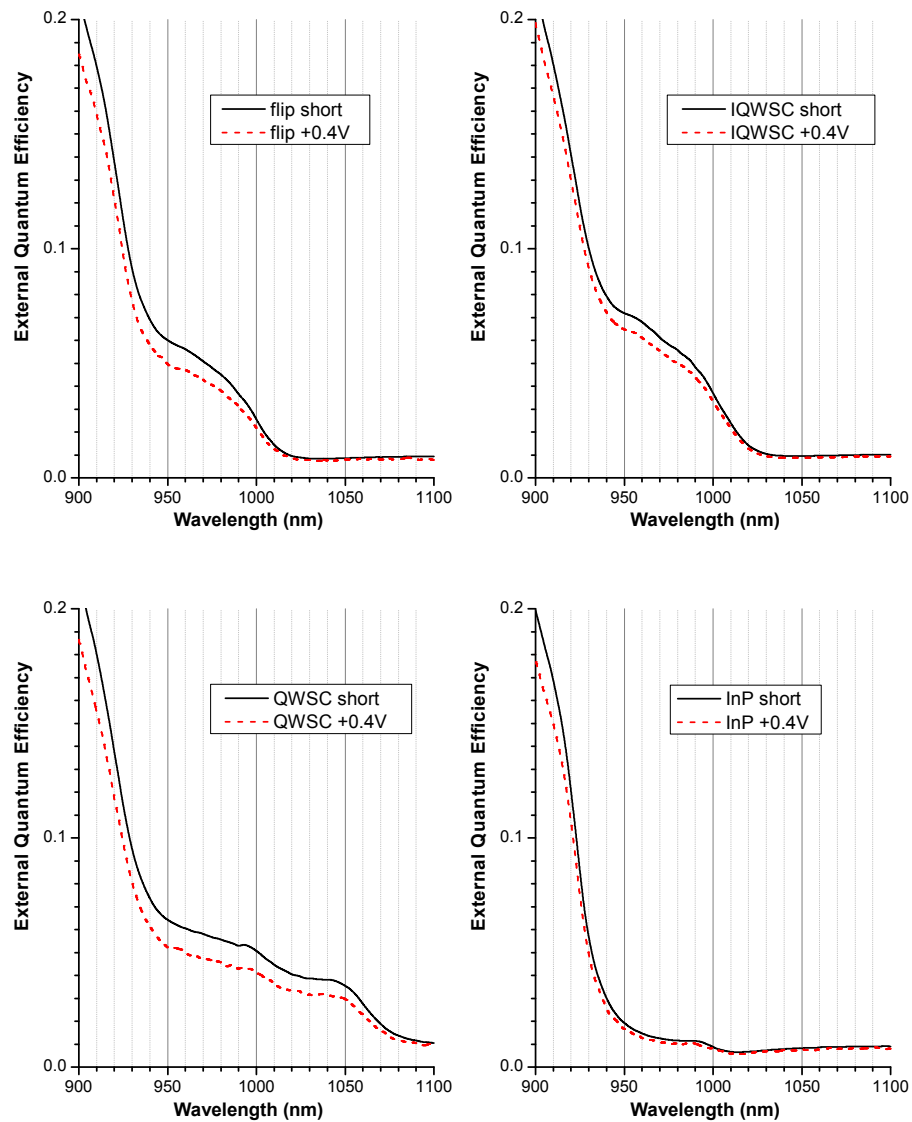 0.2
0.1
0.0
External Quantum Efficiency
flip short
flip +0.4V
900 950 1000 1050 1100
Wavelength (nm)
0.2
0.1
0.0
External Quantum Efficiency
IQWSC short
IQWSC +0.4V
900 950 1000 1050 1100
Wavelength (nm)
0.2
0.1
0.0
External Quantum Efficiency
QWSC short
QWSC +0.4V
900 950 1000 1050 1100
Wavelength (nm)
0.2
0.1
0.0
External Quantum Efficiency
InP short
InP +0.4V
900 950 1000 1050 1100
Wavelength (nm)